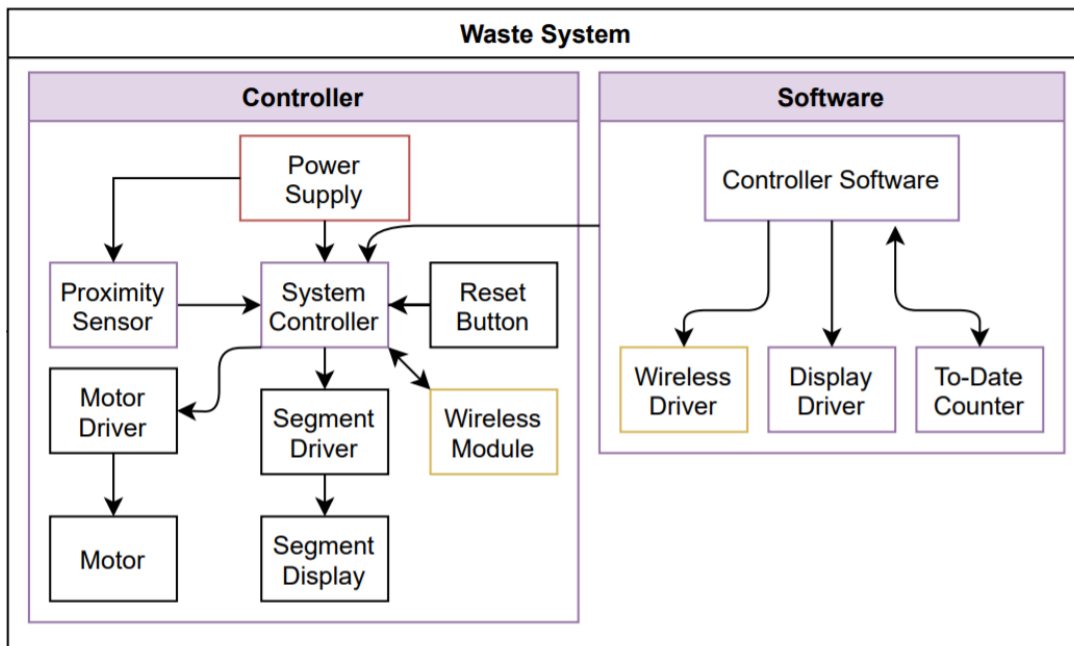 Waste System
Controller
Power
Supply
Proximity
Sensor
System
Controller
Reset
Button
Motor
Driver
Segment
Driver
Wireless
Module
Motor
Segment
Display
Software
Controller Software
Wireless
Driver
Display
Driver
To-Date
Counter